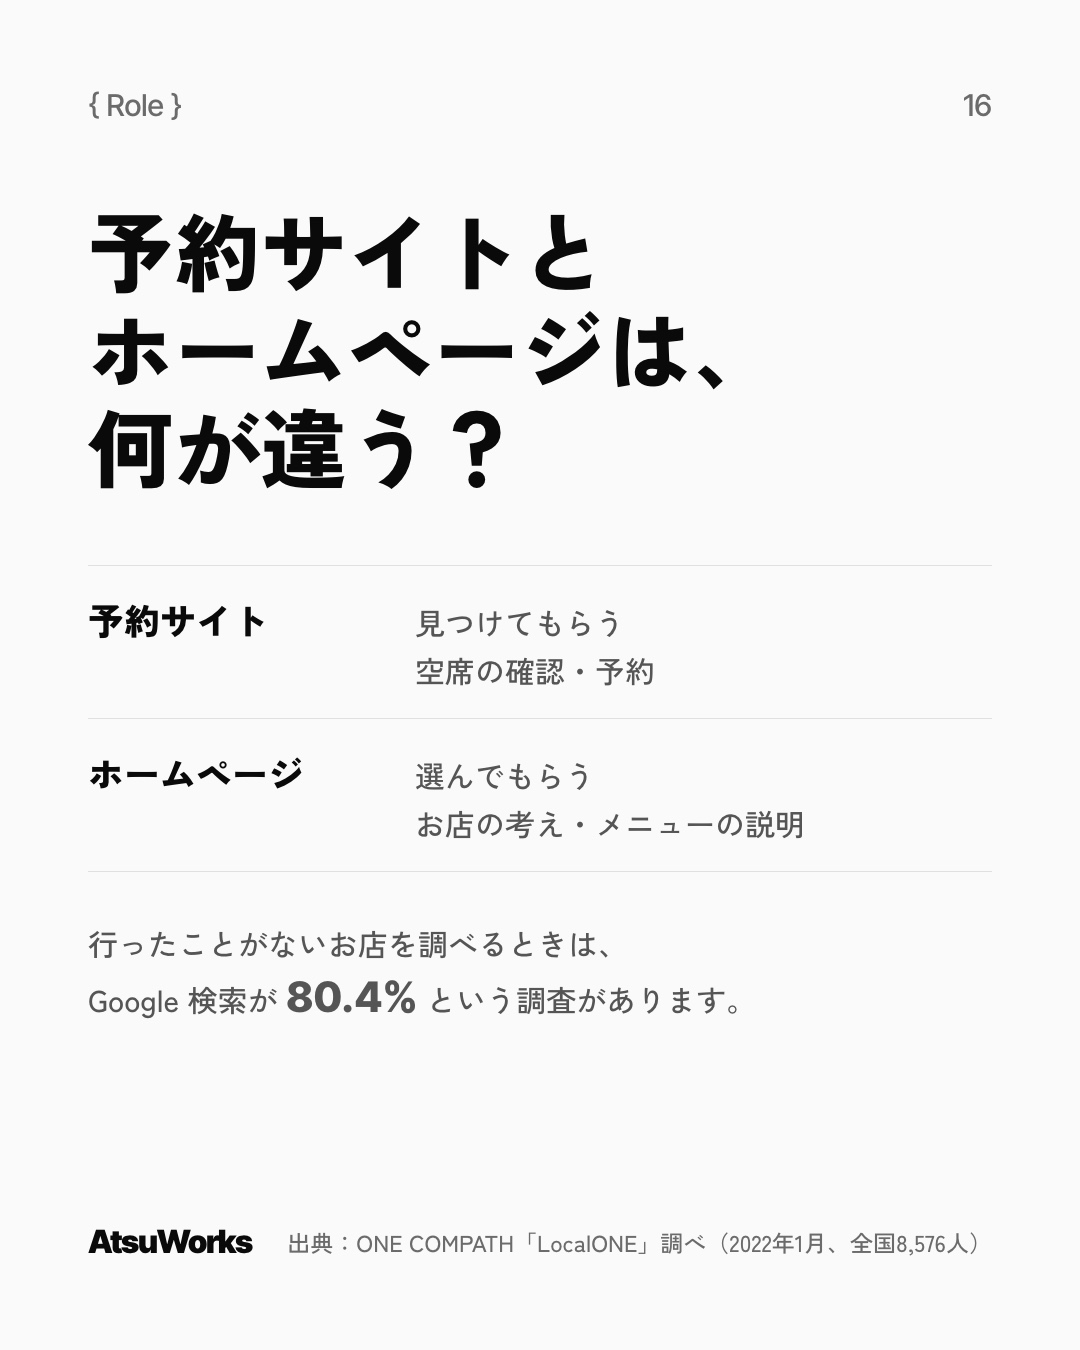 { Role }
16
予約サイトと
ホームページは、
何が違う？
予約サイト
見つけてもらう
空席の確認・予約
ホームページ
選んでもらう
お店の考え・メニューの説明
行ったことがないお店を調べるときは、
Google 検索が 80.4% という調査があります。
AtsuWorks
出典：ONE COMPATH「LocalONE」調べ（2022年1月、全国8,576人）